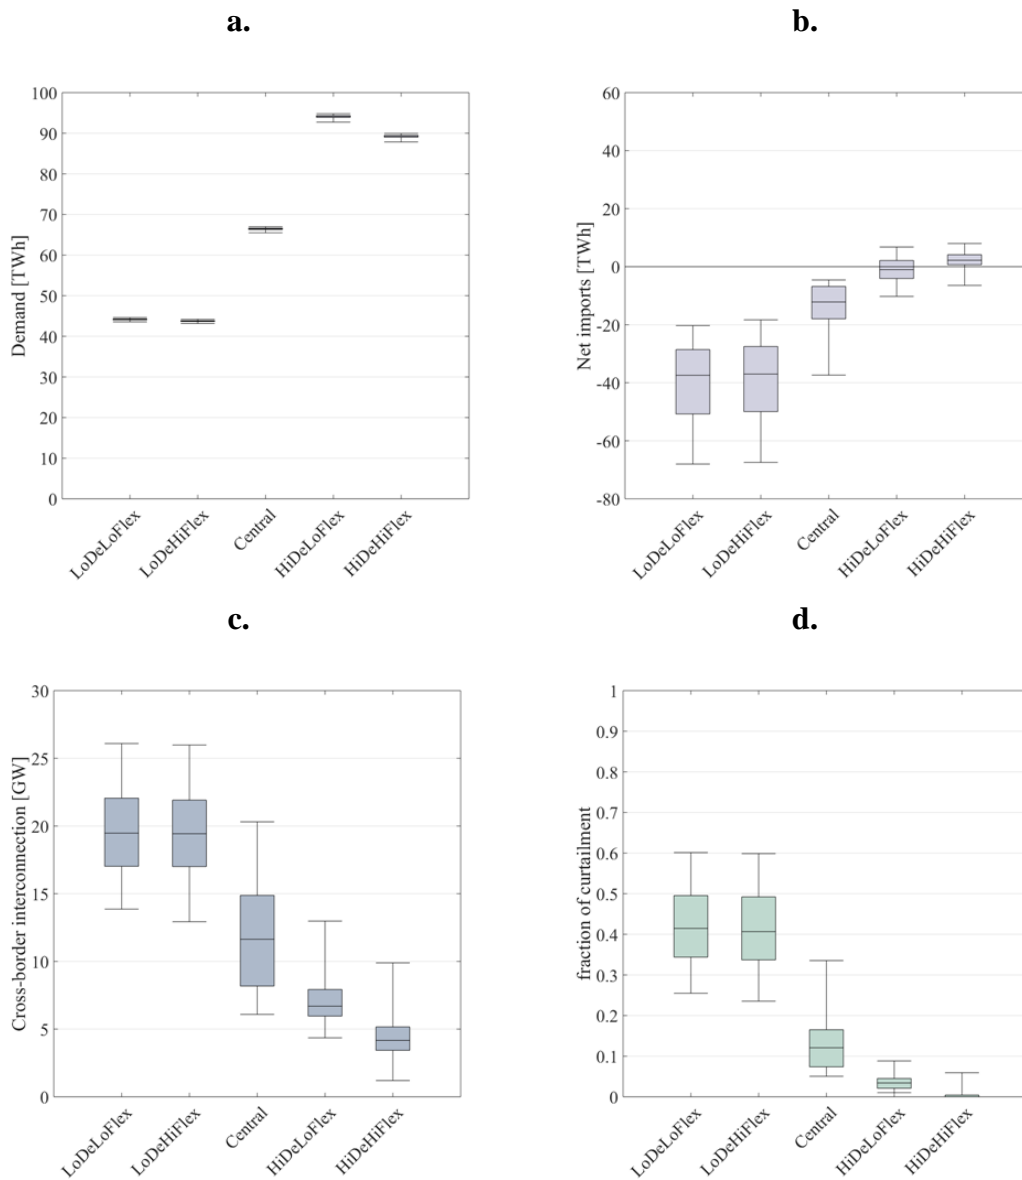 a.
b.
100
90
80
70
60
50
40
30
20
10
0
Demand [TWh]
LoDeLoFlex
LoDeHiFlex
Central
HiDeLoFlex
HiDeHiFlex
60
40
20
0
-20
-40
-60
-80
Net imports [TWh]
LoDeLoFlex
LoDeHiFlex
Central
HiDeLoFlex
HiDeHiFlex
c.
d.
30
25
20
15
10
5
0
Cross-border interconnection [GW]
LoDeLoFlex
LoDeHiFlex
Central
HiDeLoFlex
HiDeHiFlex
1
0.9
0.8
0.7
0.6
0.5
0.4
0.3
0.2
0.1
0
fraction of curtailment
LoDeLoFlex
LoDeHiFlex
Central
HiDeLoFlex
HiDeHiFlex